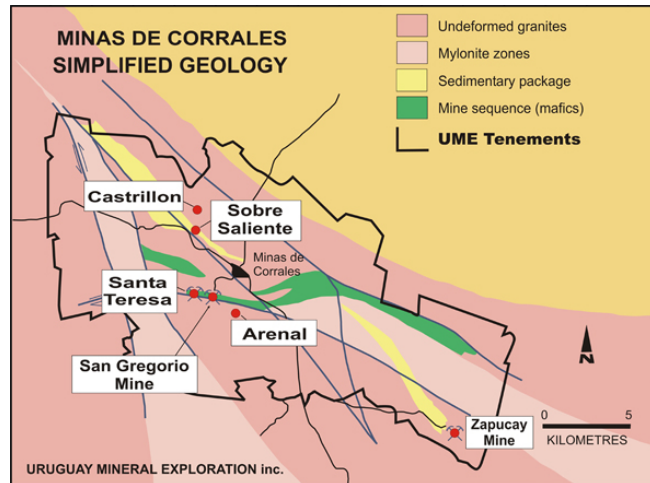 MINAS DE CORRALES
SIMPLIFIED GEOLOGY
Undeformed granites
Mylonite zones
Sedimentary package
Mine sequence (mafics)
UME Tenements
Castrillon
Sobre
Saliente
Minas de
Corrales
Santa
Teresa
Arenal
San Gregorio
Mine
N
Zapucay
Mine
0 5
KILOMETRES
URUGUAY MINERAL EXPLORATION inc.